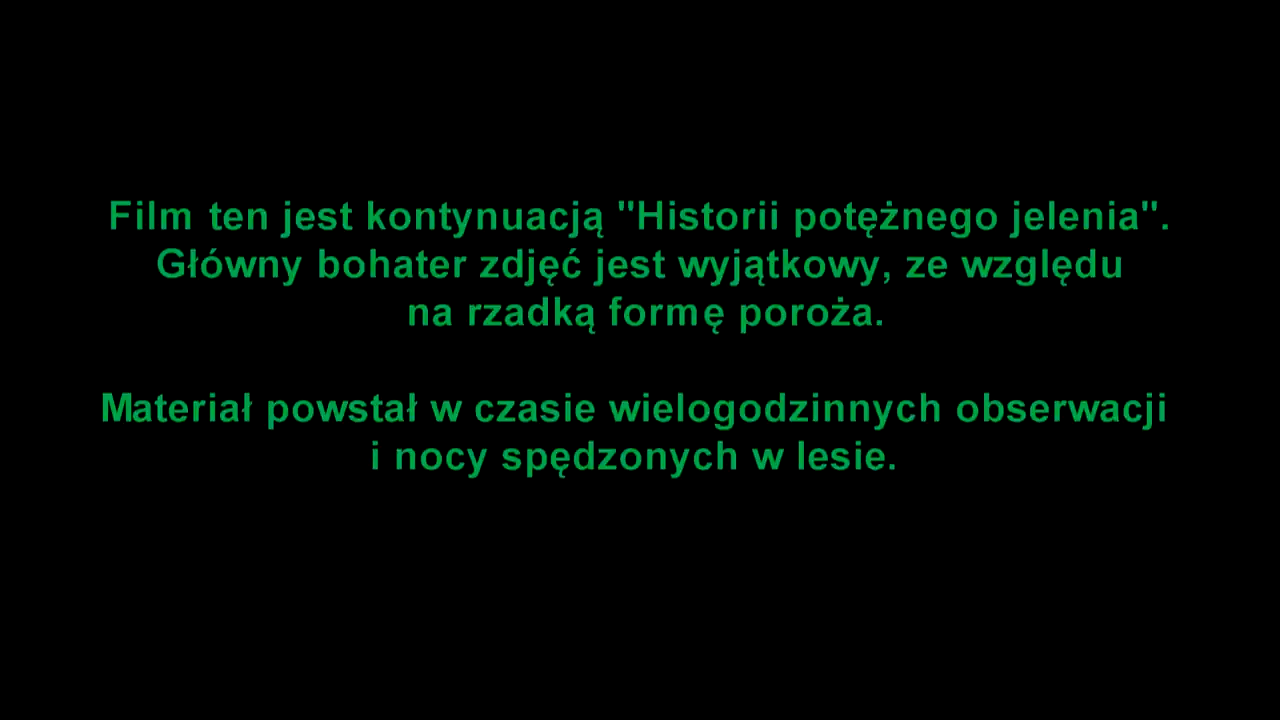 Film ten jest kontynuacją "Historii potężnego jelenia".
Główny bohater zdjęć jest wyjątkowy, ze względu
na rzadką formę poroża.
Materiał powstał w czasie wielogodzinnych obserwacji
i nocy spędzonych w lesie.